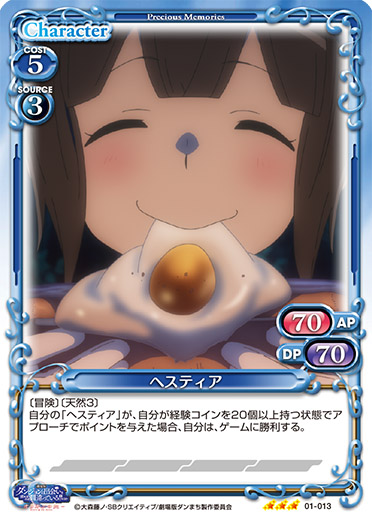 Precious Memories
Character
COST
5
SOURCE
3
70 AP
DP 70
ヘスティア
〔冒険〕〔天然3〕
自分の「ヘスティア」が、自分が経験コインを20個以上持つ状態でア
プローチでポイントを与えた場合、自分は、ゲームに勝利する。
©大森藤ノ・SBクリエイティブ/劇場版ダンまち製作委員会
01-013